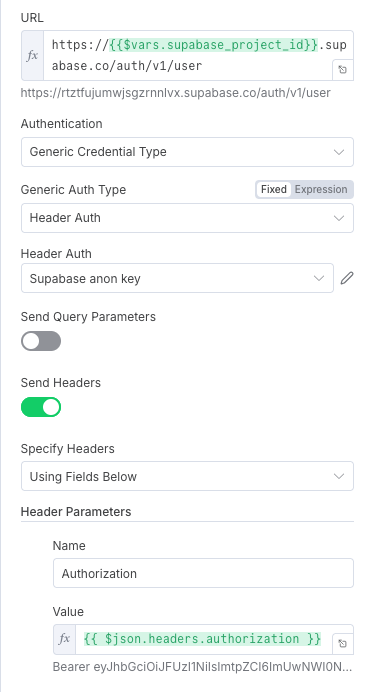 URL
fx
https://{{$vars.supabase_project_id}}.sup
abase.co/auth/v1/user
https://rtztfujumwjsgzrnnlvx.supabase.co/auth/v1/user
Authentication
Generic Credential Type
Generic Auth Type
Fixed Expression
Header Auth
Header Auth
Supabase anon key
Send Query Parameters
Send Headers
Specify Headers
Using Fields Below
Header Parameters
Name
Authorization
Value
fx {{ $json.headers.authorization }}
Bearer eyJhbGciOiJFUzI1NiIsImtpZCI6ImUwNWI0N...